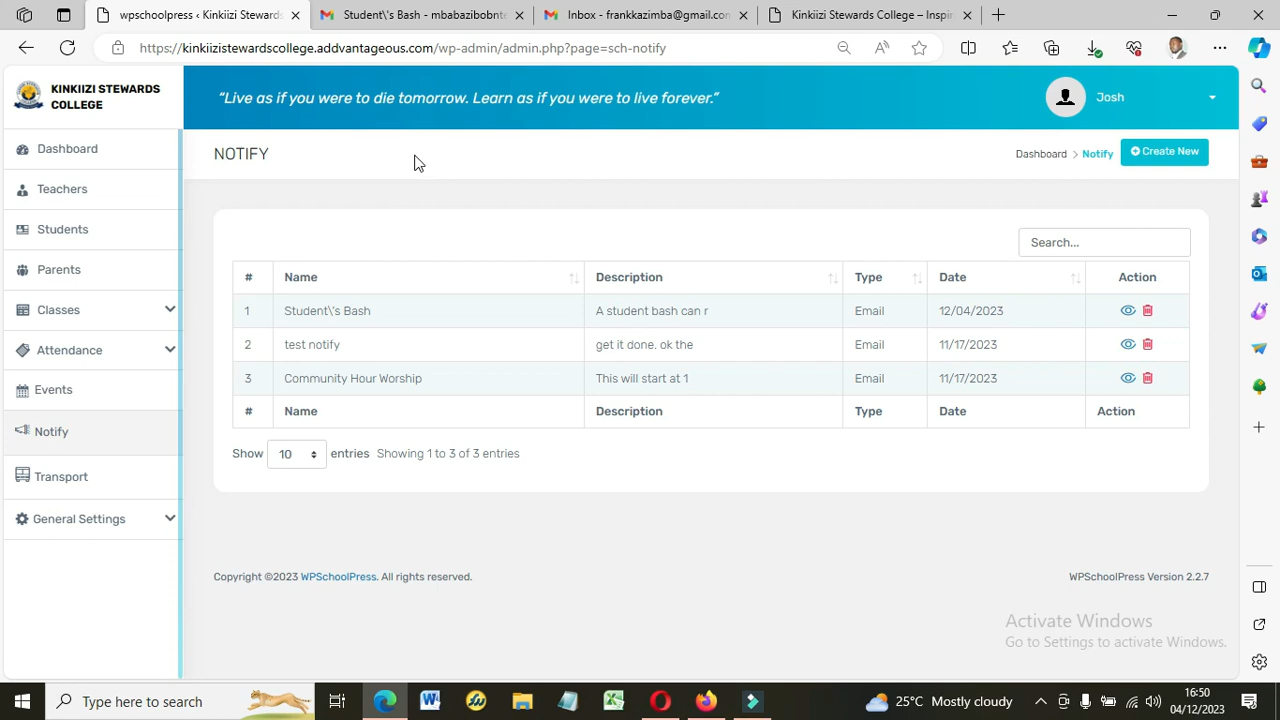 wpschoolpress ‹ Kinkiizi Stewar
Student\'s Bash - mbabazibobnte
Inbox - frankkazimba@gmail.com
Kinkiizi Stewards College – Inspi
https://kinkiizistewardscollege.addvantageous.com/wp-admin/admin.php?page=sch-notify
KINKIIZI STEWARDS
COLLEGE
“Live as if you were to die tomorrow. Learn as if you were to live forever.”
Josh
Dashboard
Teachers
Students
Parents
Classes
Attendance
Events
Notify
Transport
General Settings
NOTIFY
Dashboard > Notify
Create New
Search...
# Name Description Type Date Action
1 Student\'s Bash A student bash can r Email 12/04/2023
2 test notify get it done. ok the Email 11/17/2023
3 Community Hour Worship This will start at 1 Email 11/17/2023
# Name Description Type Date Action
Show 10 entries Showing 1 to 3 of 3 entries
Copyright ©2023 WPSchoolPress. All rights reserved.
WPSchoolPress Version 2.2.7
Activate Windows
Go to Settings to activate Windows.
Type here to search
25°C Mostly cloudy
16:50
04/12/2023